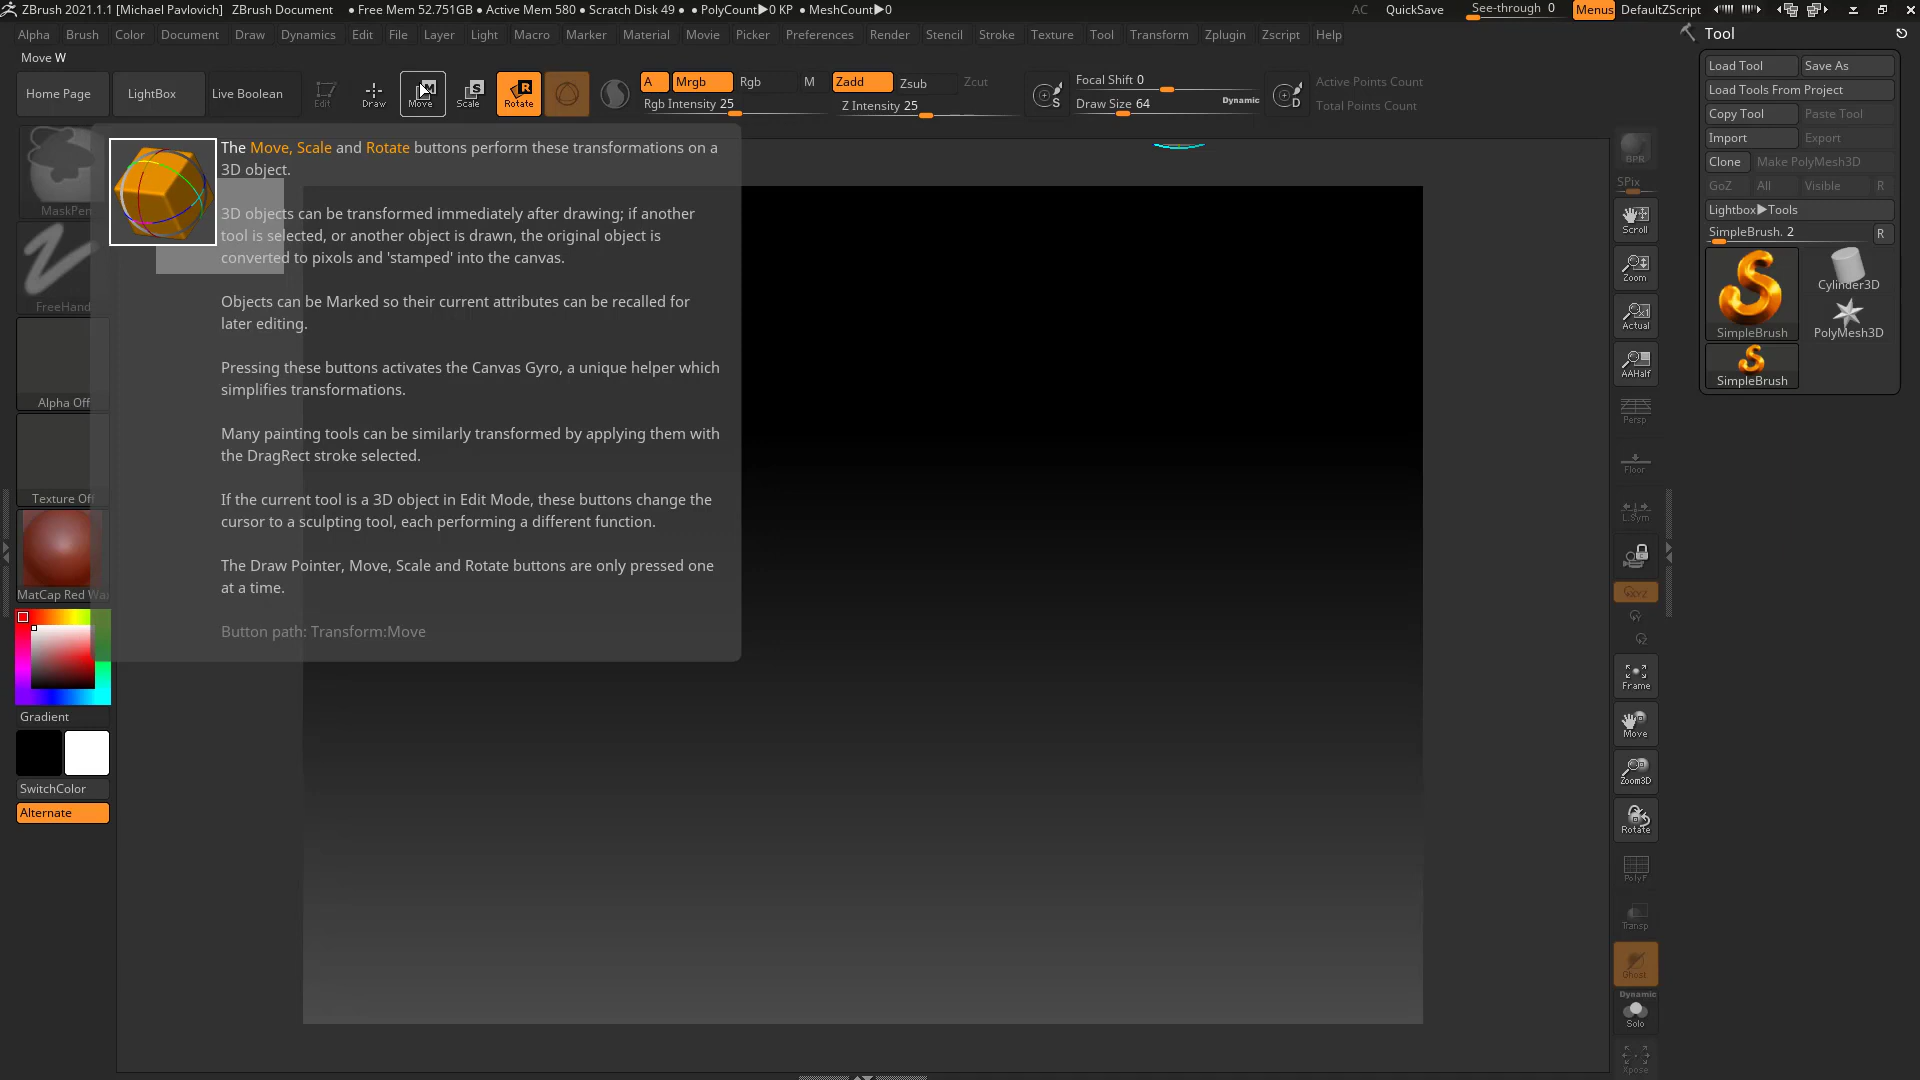 ZBrush 2021.1.1 [Michael Pavlovich] ZBrush Document • Free Mem 52.751GB • Active Mem 580 • Scratch Disk 49 • • PolyCount▶0 KP • MeshCount▶0 AC QuickSave See-through 0 Menus DefaultZScript
Alpha Brush Color Document Draw Dynamics Edit File Layer Light Macro Marker Material Movie Picker Preferences Render Stencil Stroke Texture Tool Transform Zplugin Zscript Help
Tool
Move W
Home Page LightBox Live Boolean Edit Draw Move Scale Rotate
A Mrgb Rgb M Zadd Zsub Zcut
Rgb Intensity 25 Z Intensity 25
S Focal Shift 0
Draw Size 64 Dynamic
D Active Points Count
Total Points Count
Load Tool Save As
Load Tools From Project
Copy Tool Paste Tool
Import Export
Clone Make PolyMesh3D
GoZ All Visible R
Lightbox▶Tools
SimpleBrush. 2 R
SimpleBrush Cylinder3D
PolyMesh3D
SimpleBrush
The Move, Scale and Rotate buttons perform these transformations on a
3D object.
3D objects can be transformed immediately after drawing; if another
tool is selected, or another object is drawn, the original object is
converted to pixols and 'stamped' into the canvas.
Objects can be Marked so their current attributes can be recalled for
later editing.
Pressing these buttons activates the Canvas Gyro, a unique helper which
simplifies transformations.
Many painting tools can be similarly transformed by applying them with
the DragRect stroke selected.
If the current tool is a 3D object in Edit Mode, these buttons change the
cursor to a sculpting tool, each performing a different function.
The Draw Pointer, Move, Scale and Rotate buttons are only pressed one
at a time.
Button path: Transform:Move
MaskPen
FreeHand
Alpha Off
Texture Off
MatCap Red Wa
Gradient
SwitchColor
Alternate
BPR
SPix
Scroll
Zoom
Actual
AAHalf
Persp
Floor
L.Sym
XYZ
Y
Z
Frame
Move
Zoom3D
Rotate
PolyF
Transp
Ghost
Dynamic
Solo
Xpose